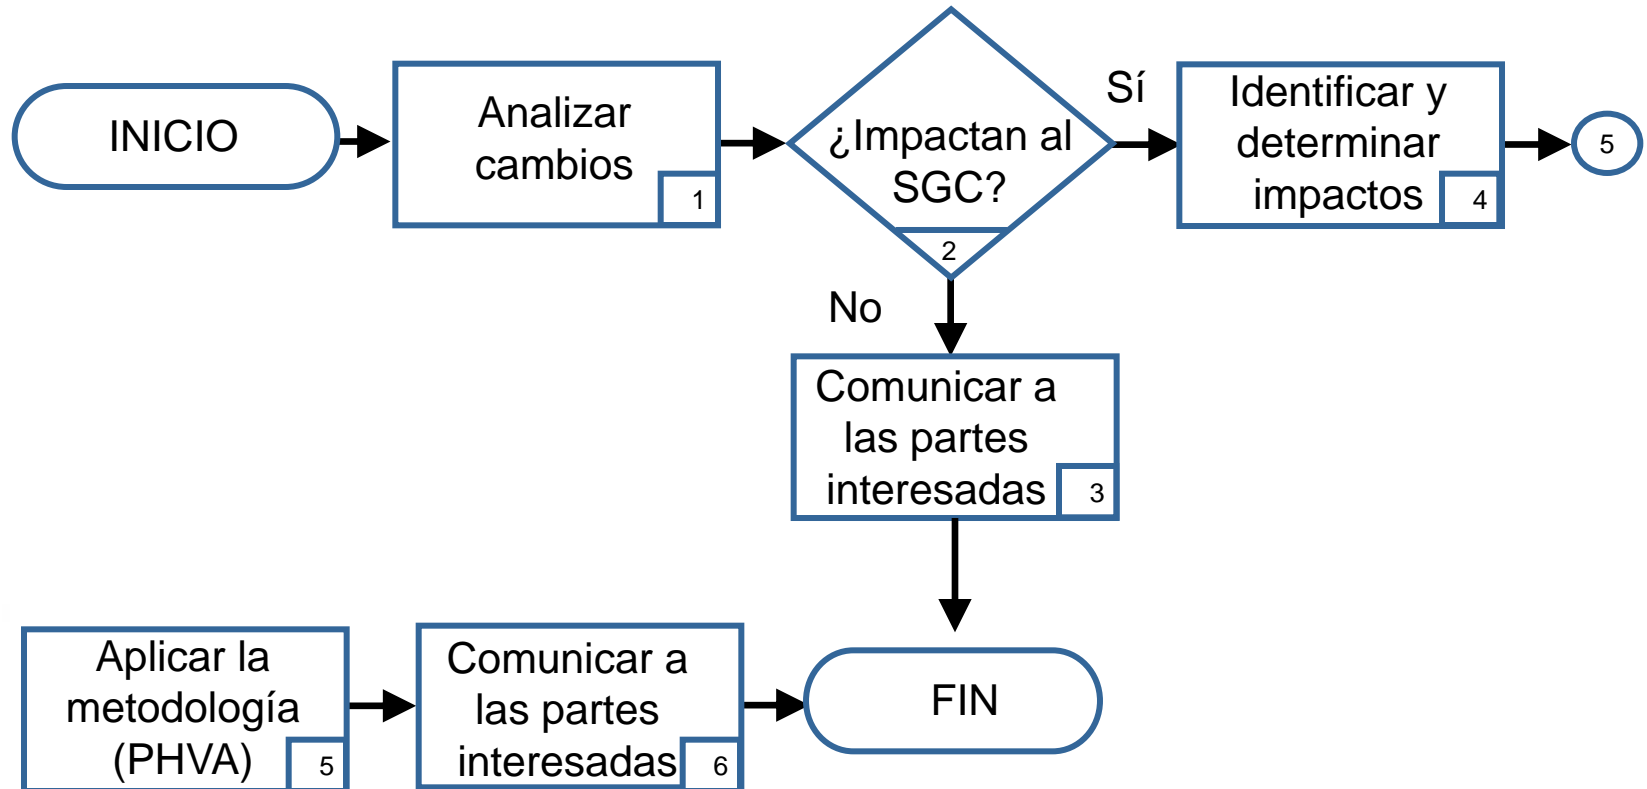 INICIO
Analizar
cambios
1
¿Impactan al
SGC?
2
Sí
Identificar y
determinar
impactos
4
5
No
Comunicar a
las partes
interesadas
3
Aplicar la
metodología
(PHVA)
5
Comunicar a
las partes
interesadas
6
FIN